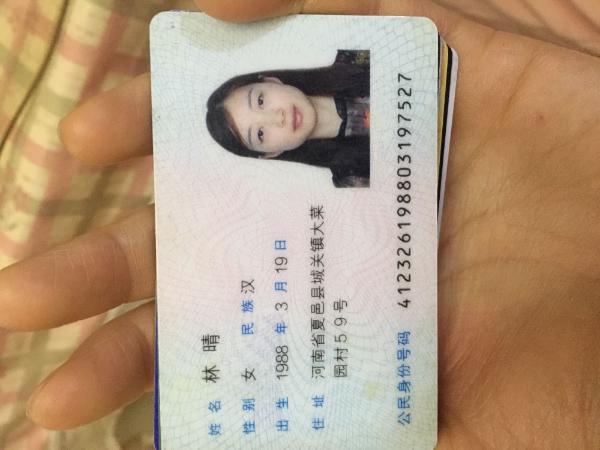 姓名 林晴
性别 女 民族 汉
出生 1988 年 3 月 19 日
住址 河南省夏邑县城关镇大菜
园村59号
公民身份号码 412326198803197527